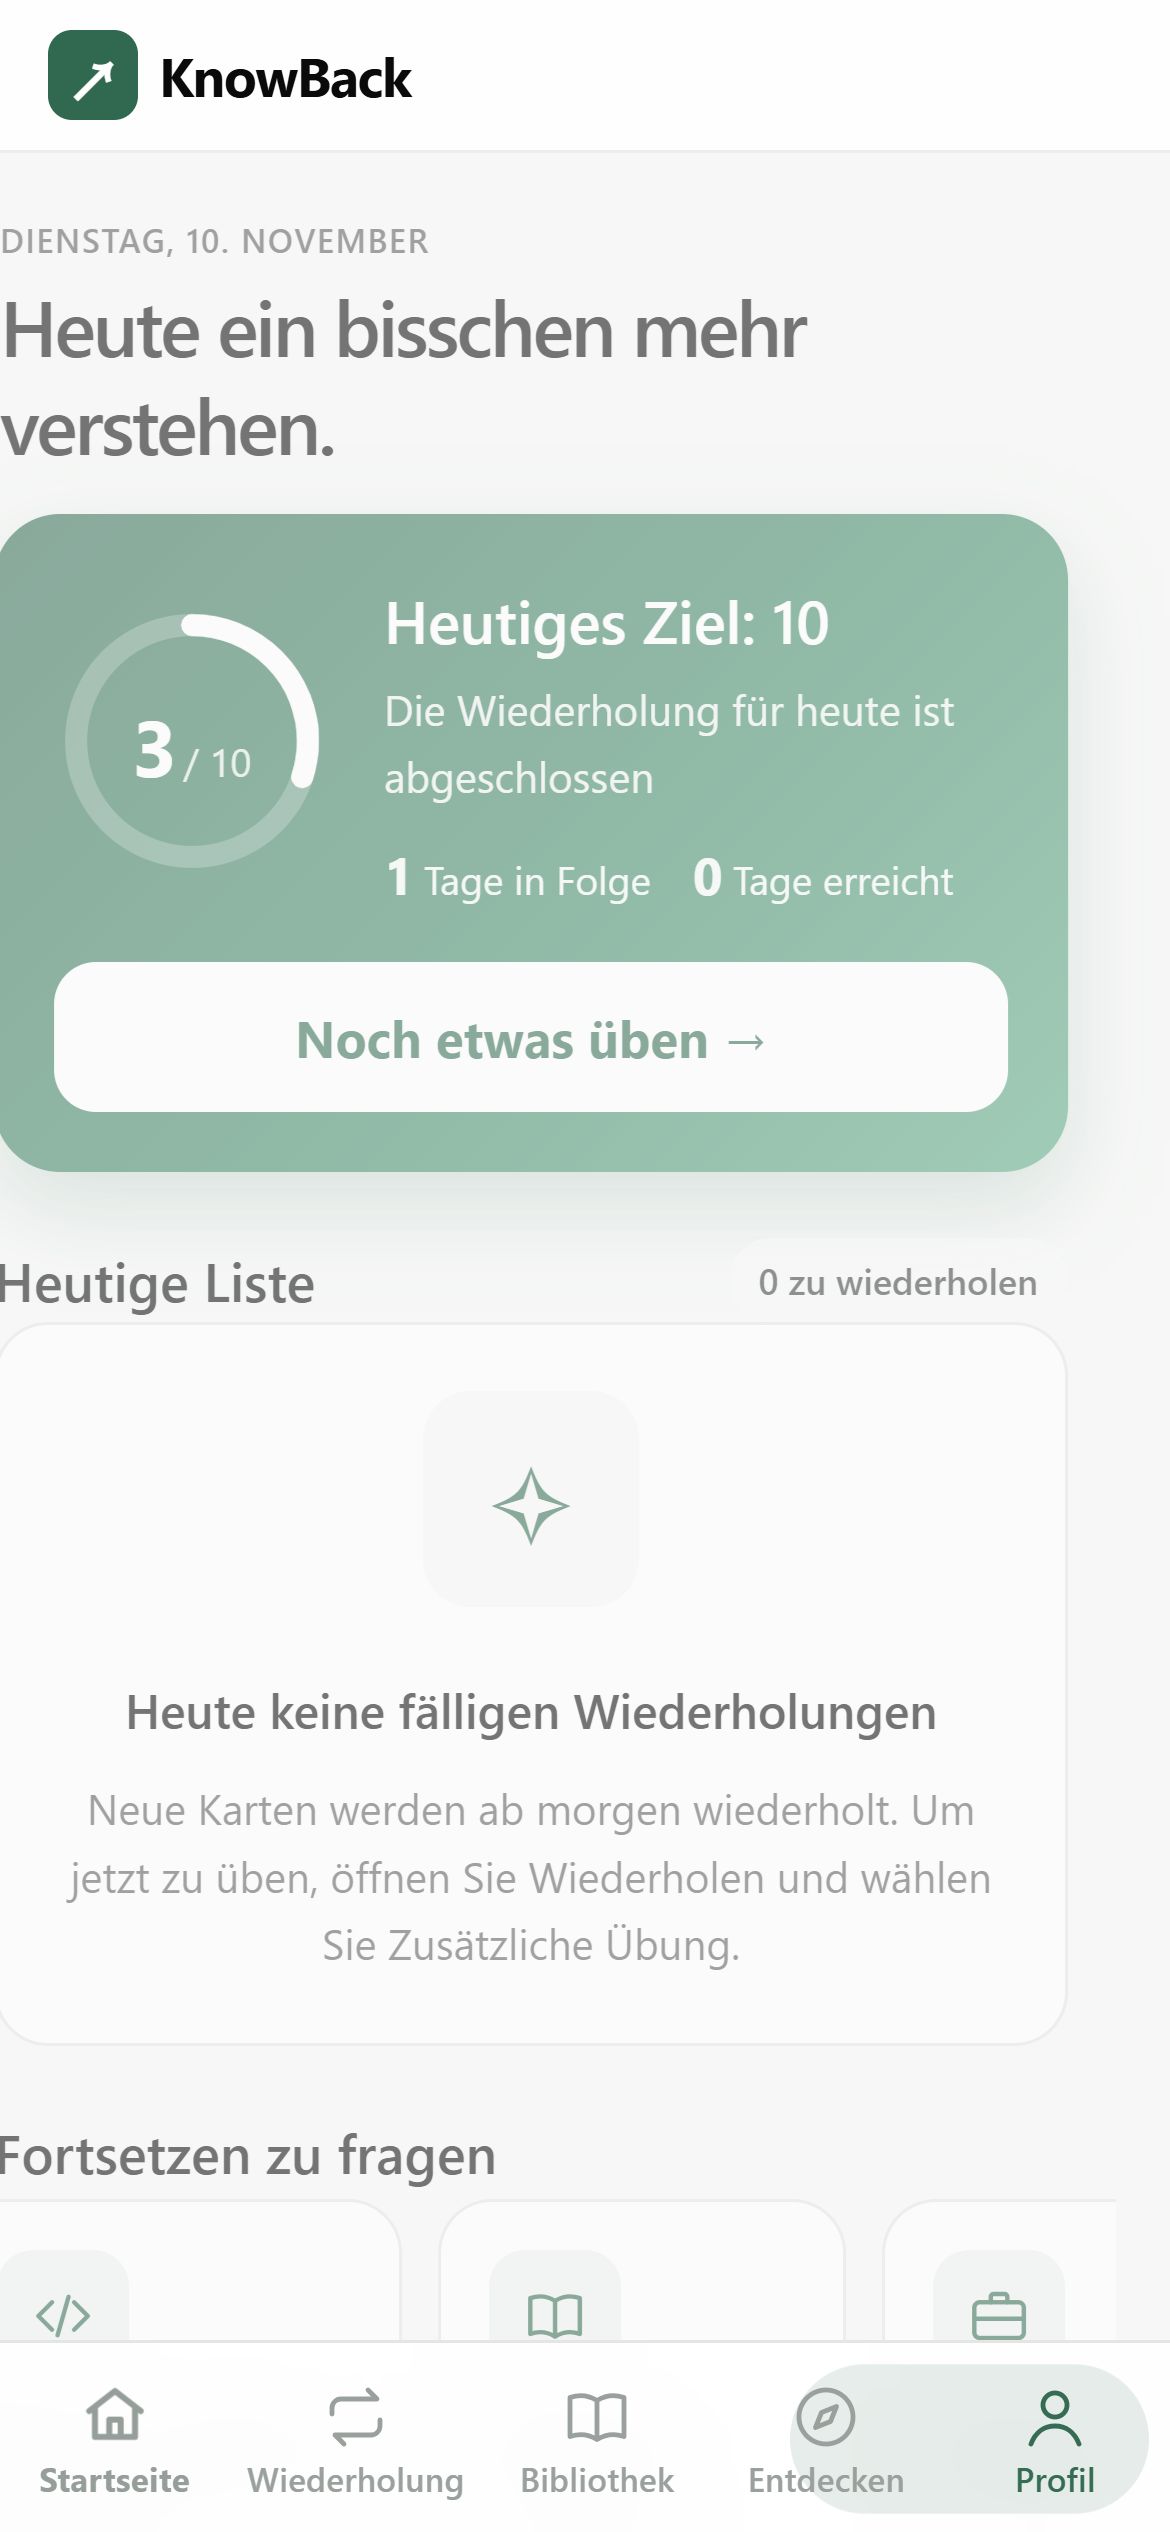 KnowBack
DIENSTAG, 10. NOVEMBER
Heute ein bisschen mehr
verstehen.
3 / 10
Heutiges Ziel: 10
Die Wiederholung für heute ist
abgeschlossen
1 Tage in Folge 0 Tage erreicht
Noch etwas üben →
Heutige Liste
0 zu wiederholen
Heute keine fälligen Wiederholungen
Neue Karten werden ab morgen wiederholt. Um
jetzt zu üben, öffnen Sie Wiederholen und wählen
Sie Zusätzliche Übung.
Fortsetzen zu fragen
Startseite Wiederholung Bibliothek Entdecken Profil